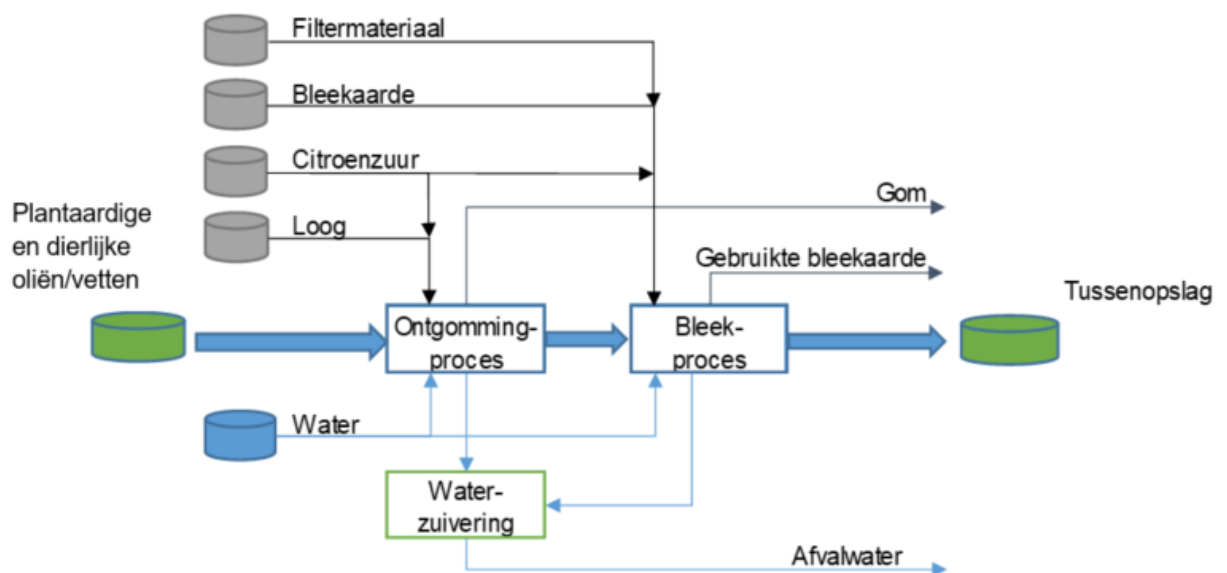 Filtermateriaal
Bleekaarde
Citroenzuur
Loog
Plantaardige
en dierlijke
oliën/vetten
Gom
Gebruikte bleekaarde
Tussenopslag
Ontgomming-
proces
Bleek-
proces
Water
Water-
zuivering
Afvalwater